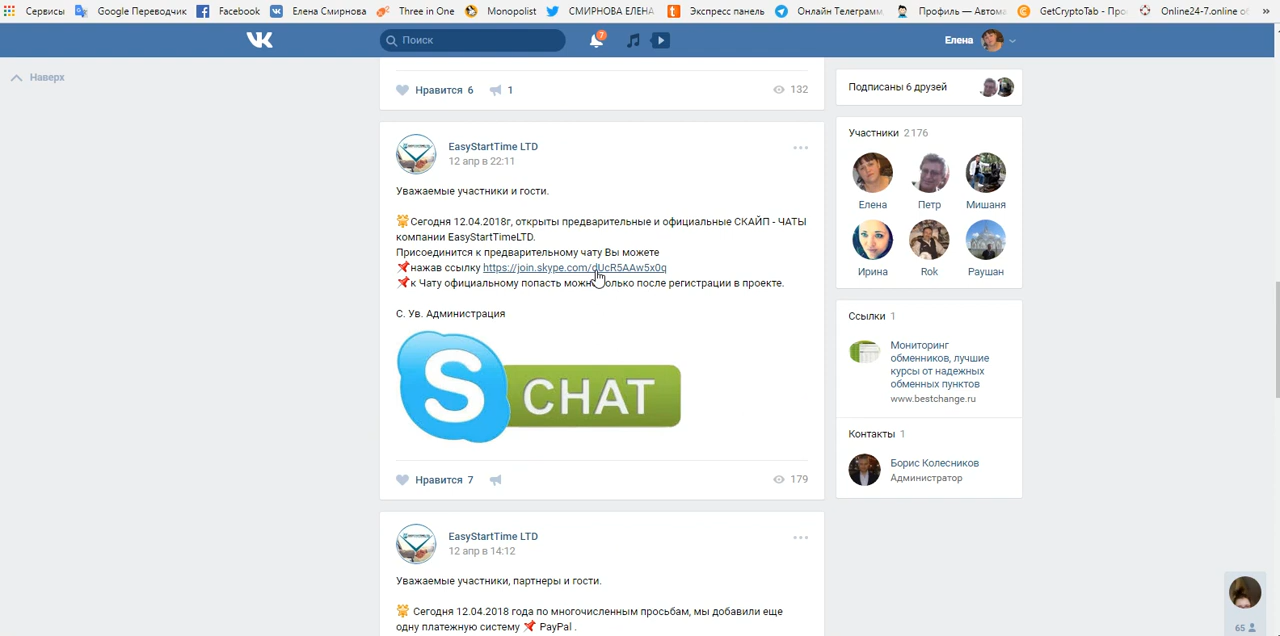 Сервисы Google Переводчик Facebook Елена Смирнова Three in One Monopolist СМИРНОВА ЕЛЕНА Экспресс панель Онлайн Телеграмм Профиль — Автома GetCryptoTab - Про Online24-7.online о »
Поиск 7 Елена
Наверх
Нравится 6 1 132
EasyStartTime LTD
12 апр в 22:11
Уважаемые участники и гости.
Сегодня 12.04.2018г, открыты предварительные и официальные СКАЙП - ЧАТЫ
компании EasyStartTimeLTD.
Присоединится к предварительному чату Вы можете
нажав ссылку https://join.skype.com/dUcR5AAw5x0q
к Чату официальному попасть можно только после регистрации в проекте.
С. Ув. Администрация
S CHAT
Нравится 7 179
EasyStartTime LTD
12 апр в 14:12
Уважаемые участники, партнеры и гости.
Сегодня 12.04.2018 года по многочисленным просьбам, мы добавили еще
одну платежную систему PayPal .
Подписаны 6 друзей
Участники 2 176
Елена Петр Мишаня
Ирина Rok Раушан
Ссылки 1
Мониторинг
обменников, лучшие
курсы от надежных
обменных пунктов
www.bestchange.ru
Контакты 1
Борис Колесников
Администратор
65